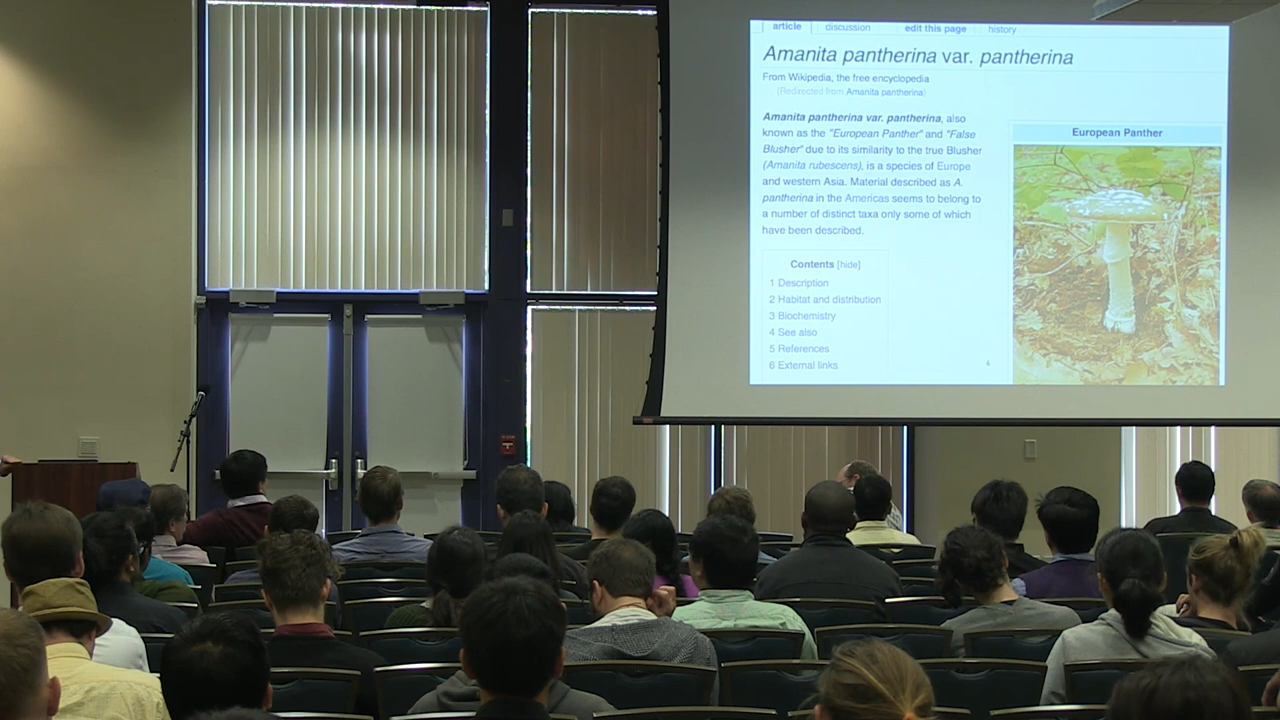 article discussion edit this page history
Amanita pantherina var. pantherina
From Wikipedia, the free encyclopedia
(Redirected from Amanita pantherina)
Amanita pantherina var. pantherina, also
known as the "European Panther" and "False
Blusher" due to its similarity to the true Blusher
(Amanita rubescens), is a species of Europe
and western Asia. Material described as A.
pantherina in the Americas seems to belong to
a number of distinct taxa only some of which
have been described.
European Panther
Contents [hide]
1 Description
2 Habitat and distribution
3 Biochemistry
4 See also
5 References
6 External links
6